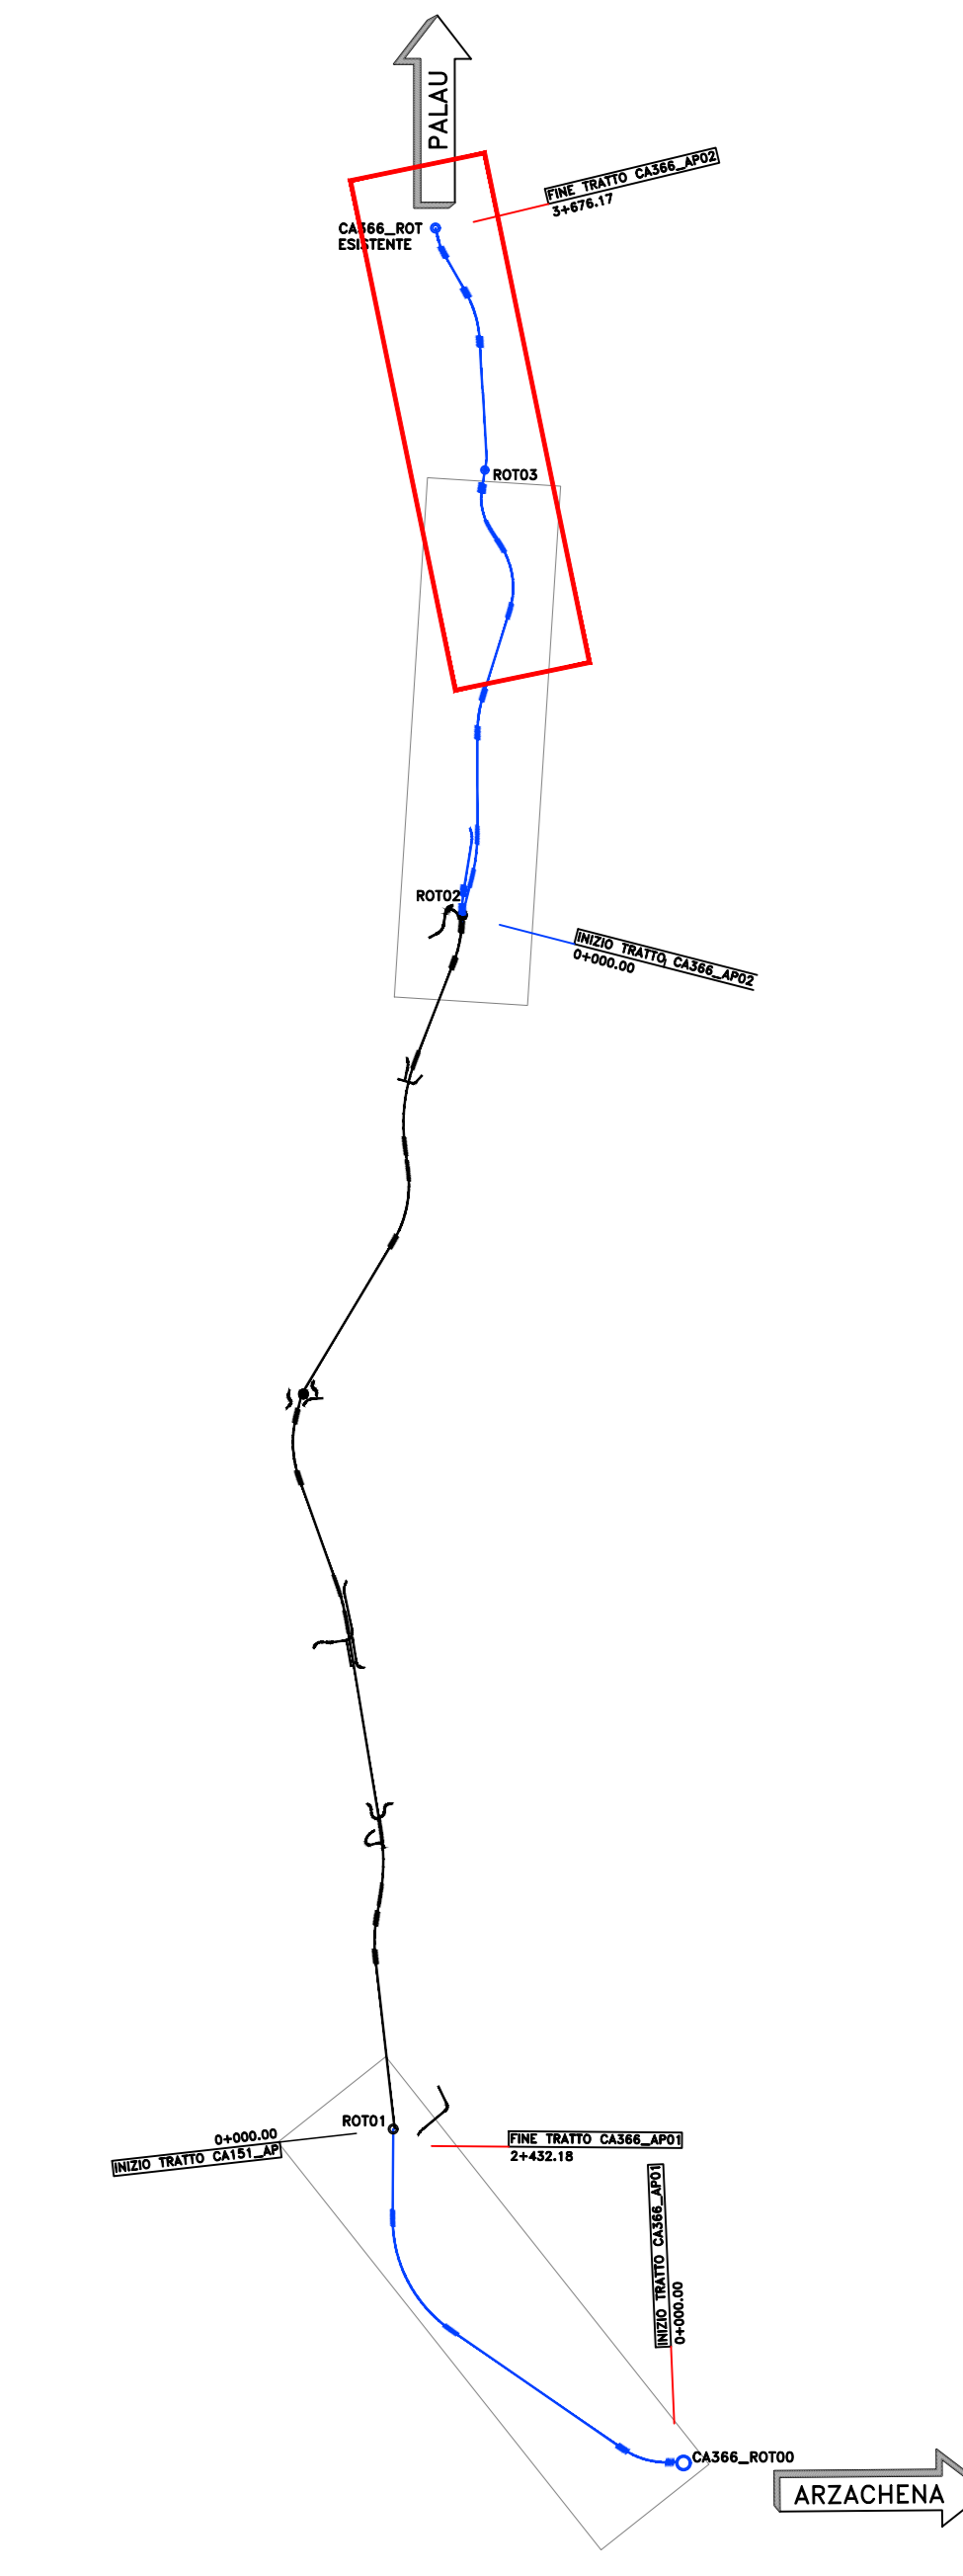 PALAU
FINE TRATTO CA366_AP02
3+676.17
CA366_ROT
ESISTENTE
ROT03
ROT02
INIZIO TRATTO CA366_AP02
0+000.00
ROT01
0+000.00
INIZIO TRATTO CA151_AP
FINE TRATTO CA366_AP01
2+432.18
INIZIO TRATTO CA366_AP01
0+000.00
CA366_ROT00
ARZACHENA